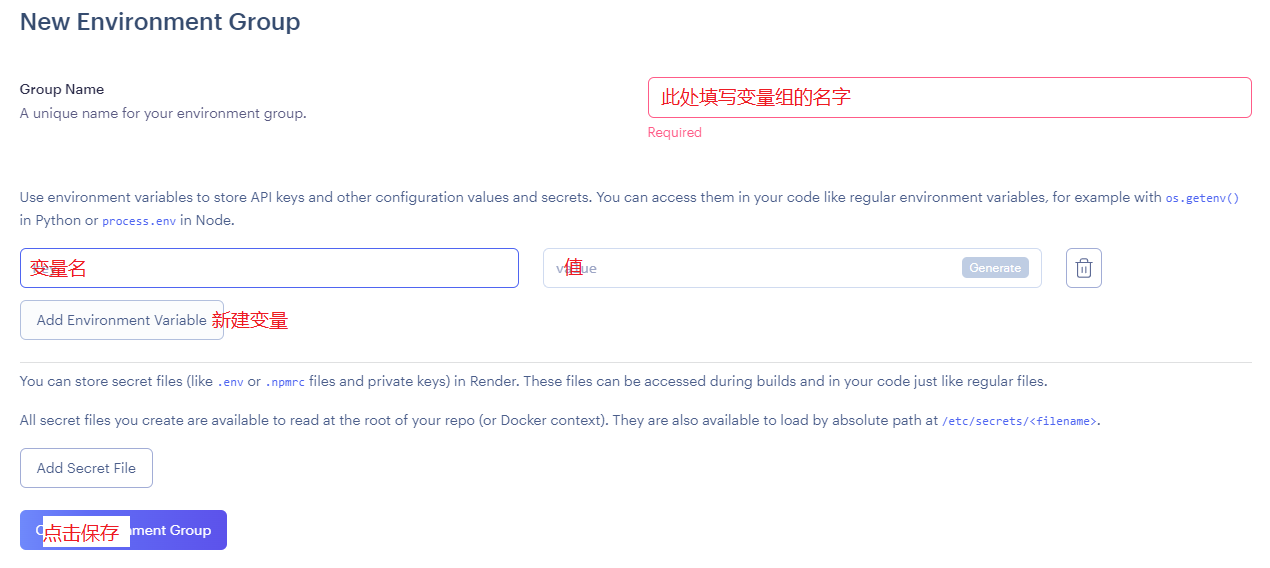 New Environment Group
Group Name
此处填写变量组的名字
A unique name for your environment group.
Required
Use environment variables to store API keys and other configuration values and secrets. You can access them in your code like regular environment variables, for example with os.getenv()
in Python or process.env in Node.
变量名
值
Generate
Add Environment Variable
新建变量
You can store secret files (like .env or .npmrc files and private keys) in Render. These files can be accessed during builds and in your code just like regular files.
All secret files you create are available to read at the root of your repo (or Docker context). They are also available to load by absolute path at /etc/secrets/<filename>.
Add Secret File
点击保存
Group